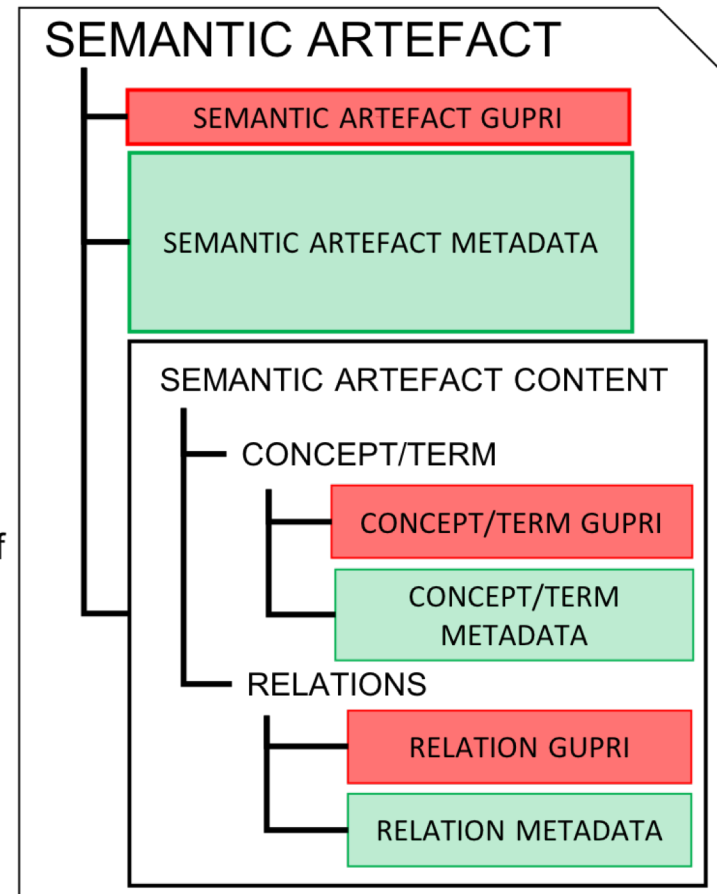 SEMANTIC ARTEFACT
SEMANTIC ARTEFACT GUPRI
SEMANTIC ARTEFACT METADATA
SEMANTIC ARTEFACT CONTENT
CONCEPT/TERM
f
CONCEPT/TERM GUPRI
CONCEPT/TERM
METADATA
RELATIONS
RELATION GUPRI
RELATION METADATA